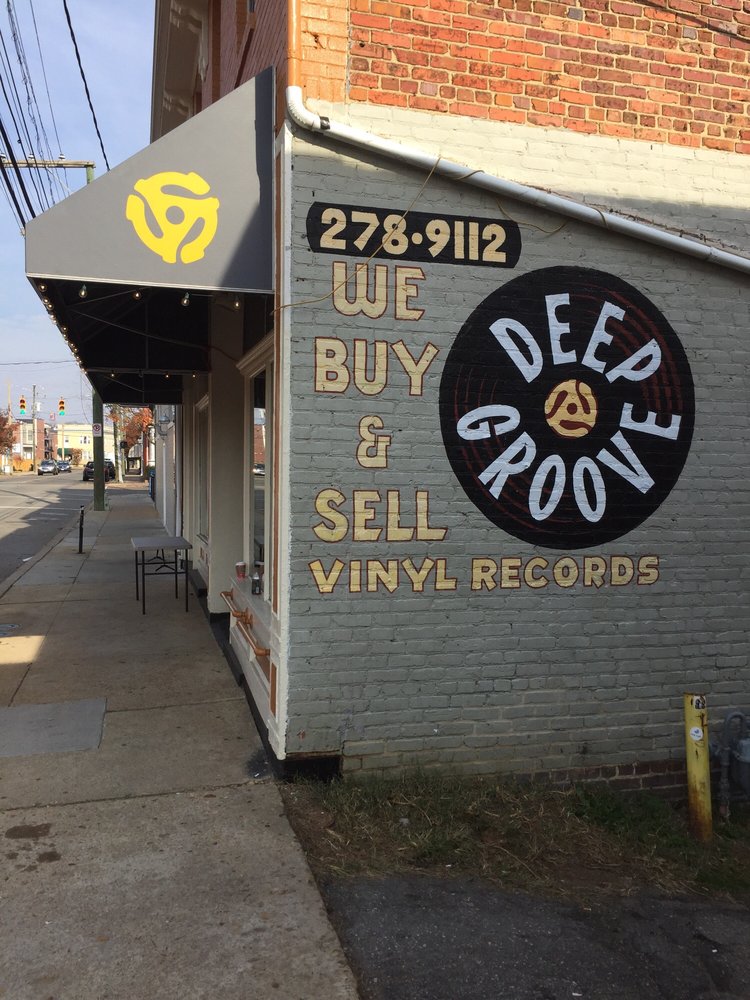 278·9112
WE
BUY
&
SELL
VINYL RECORDS
DEEP
GROOVE